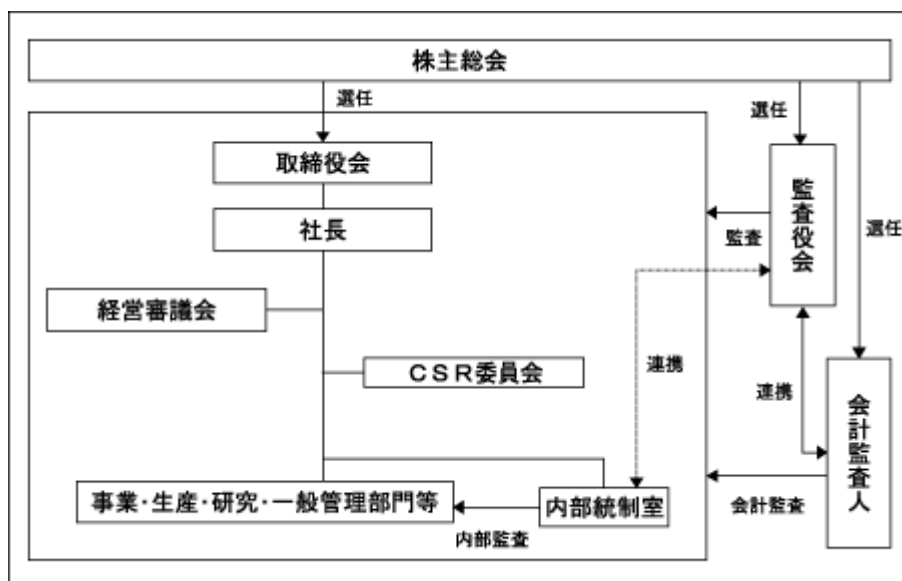 株主総会
選任
選任
取締役会
監査役会
社長
選任
監査
経営審議会
CSR委員会
連携
連携
会計監査人
事業・生産・研究・一般管理部門等
内部統制室
会計監査
内部監査